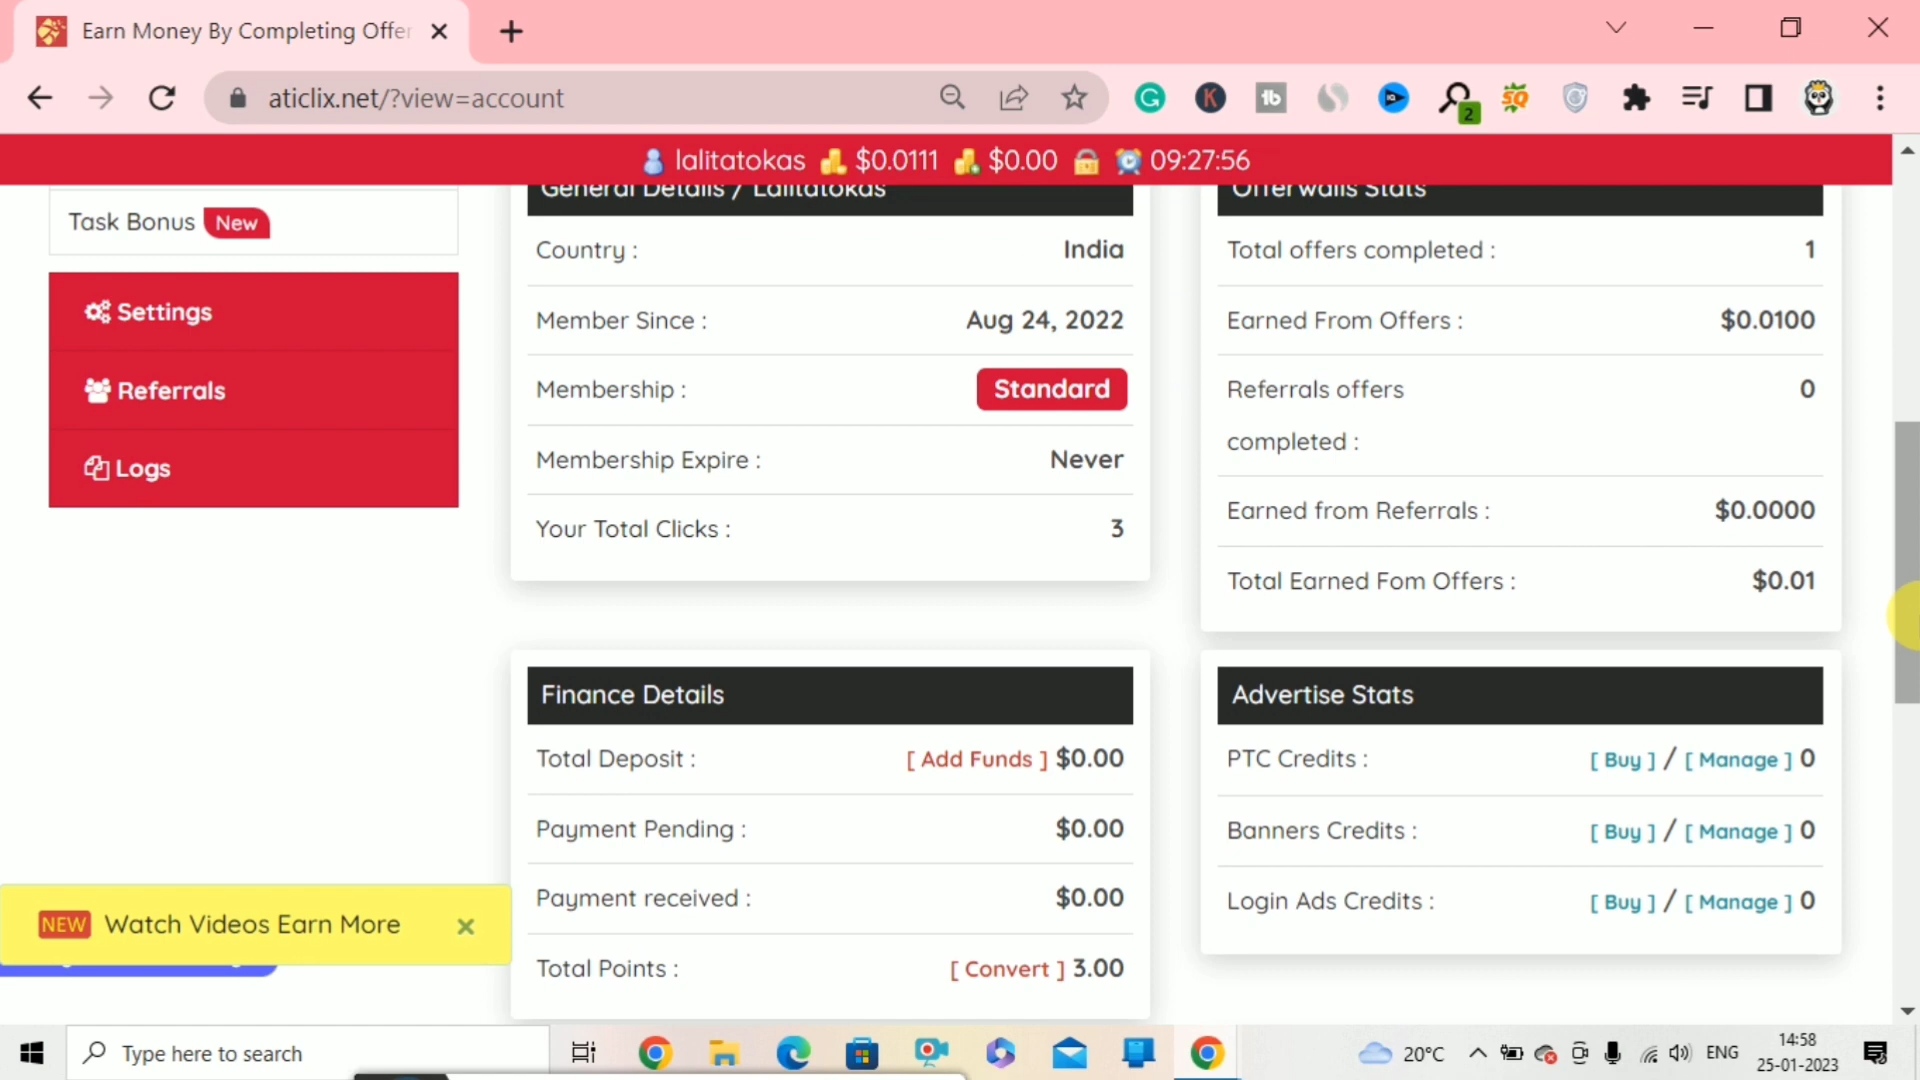 Earn Money By Completing Offer
aticlix.net/?view=account
2
lalitatokas $0.0111 $0.00 09:27:56
Task Bonus New
Settings
Referrals
Logs
General Details / Lalitatokas
Country : India
Member Since : Aug 24, 2022
Membership : Standard
Membership Expire : Never
Your Total Clicks : 3
Offerwalls Stats
Total offers completed : 1
Earned From Offers : $0.0100
Referrals offers 0
completed :
Earned from Referrals : $0.0000
Total Earned Fom Offers : $0.01
Finance Details
Total Deposit : [ Add Funds ] $0.00
Payment Pending : $0.00
Payment received : $0.00
Total Points : [ Convert ] 3.00
Advertise Stats
PTC Credits : [ Buy ] / [ Manage ] 0
Banners Credits : [ Buy ] / [ Manage ] 0
Login Ads Credits : [ Buy ] / [ Manage ] 0
NEW Watch Videos Earn More ×
Type here to search
20°C
ENG
14:58
25-01-2023